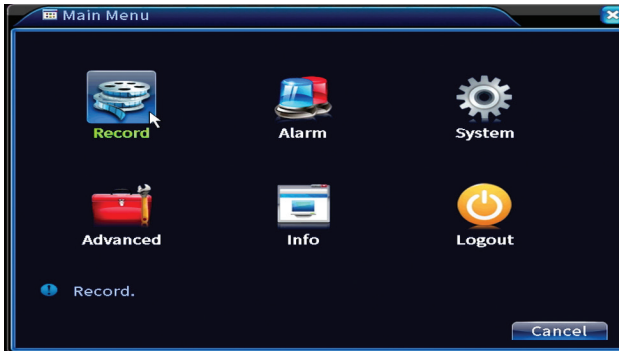 Main Menu
Record Alarm System
Advanced Info Logout
Record.
Cancel